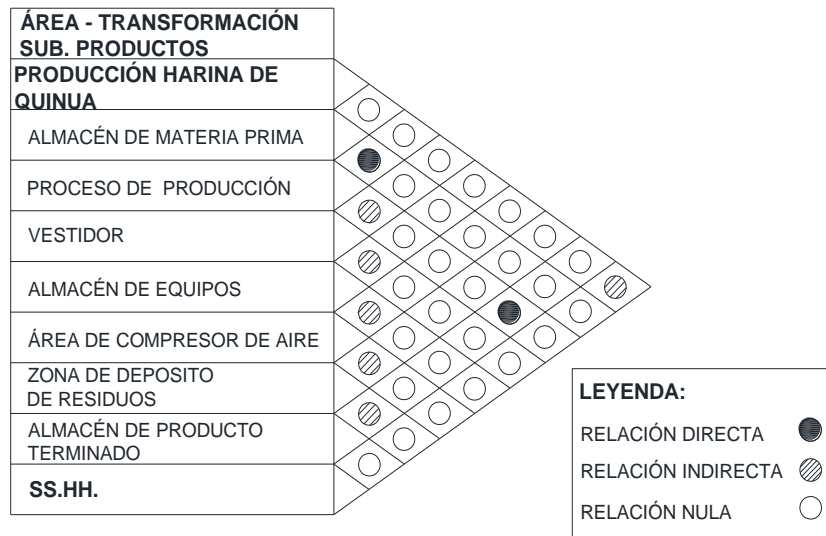 ÁREA - TRANSFORMACIÓN
SUB. PRODUCTOS
PRODUCCIÓN HARINA DE
QUINUA
ALMACÉN DE MATERIA PRIMA
PROCESO DE PRODUCCIÓN
VESTIDOR
ALMACÉN DE EQUIPOS
ÁREA DE COMPRESOR DE AIRE
ZONA DE DEPOSITO
DE RESIDUOS
ALMACÉN DE PRODUCTO
TERMINADO
SS.HH.
LEYENDA:
RELACIÓN DIRECTA
RELACIÓN INDIRECTA
RELACIÓN NULA